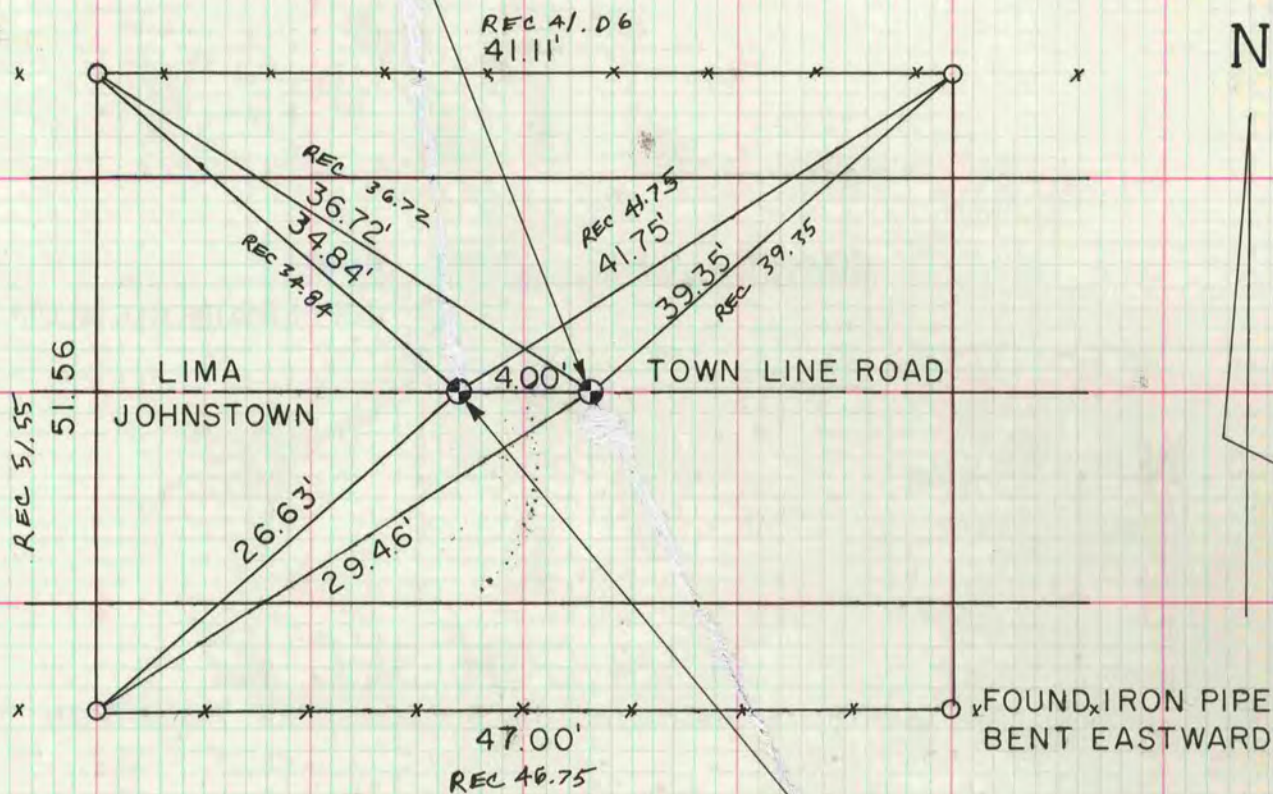 REC 41.06
41.11'
N
REC 36.72
36.72'
34.84'
REC 34.84
REC 41.75
41.75'
39.35'
REC 39.35
LIMA
JOHNSTOWN
4.00'
TOWN LINE ROAD
51.56
REC 51.55
26.63'
29.46'
47.00'
REC 46.75
FOUND IRON PIPE
BENT EASTWARD